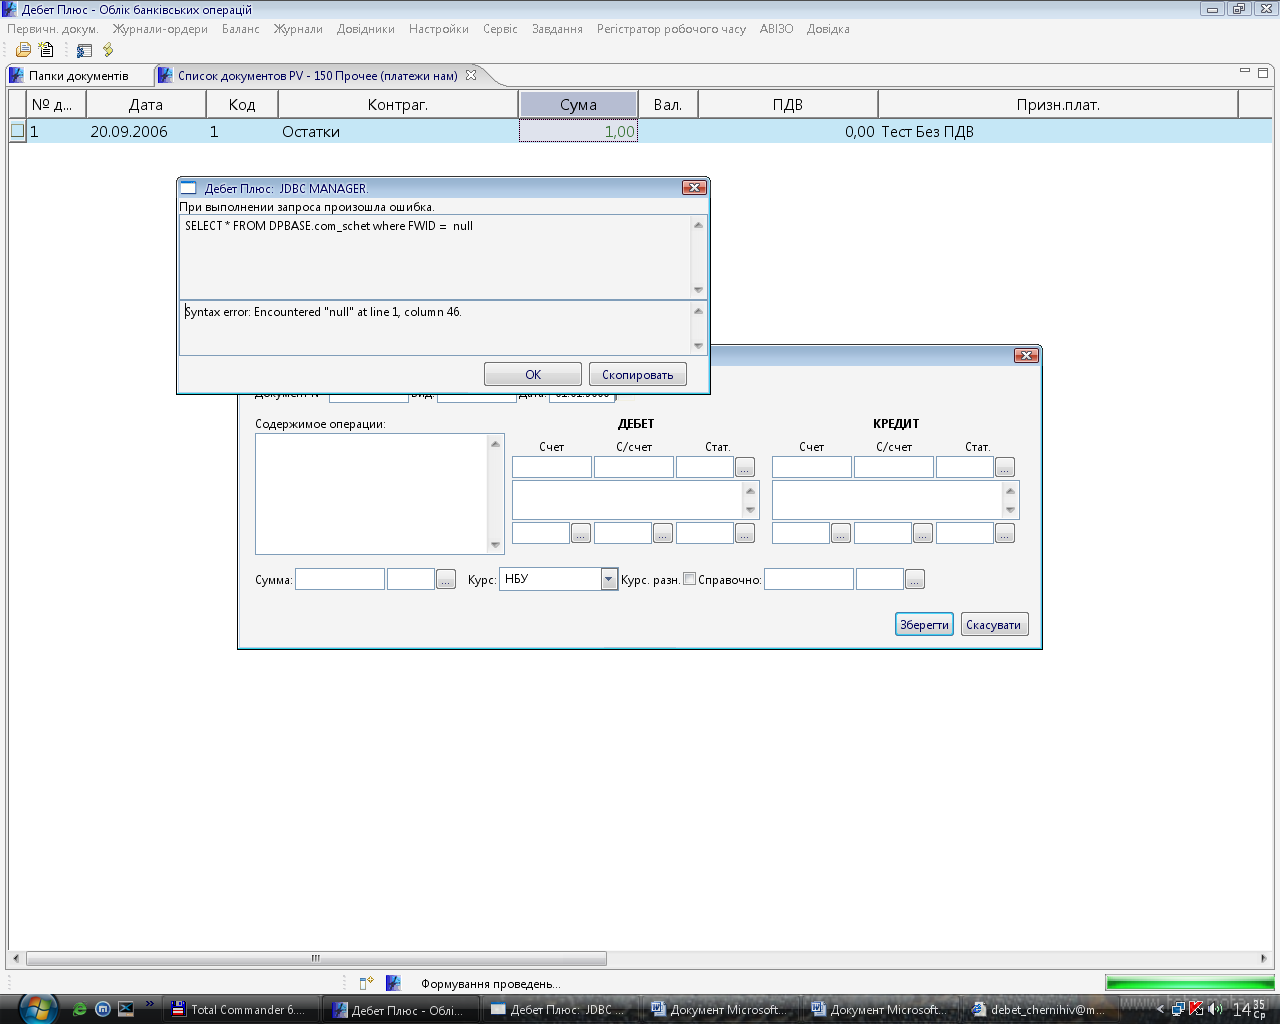 Дебет Плюс - Облік банківських операцій
Первичн. докум. Журнали-ордери Баланс Журнали Довідники Настройки Сервіс Завдання Регістратор робочого часу АВІЗО Довідка
Папки документів Список документов PV - 150 Прочее (платежи нам)
№ д... Дата Код Контраг. Сума Вал. ПДВ Призн.плат.
1 20.09.2006 1 Остатки 1,00 0,00 Тест Без ПДВ
Дебет Плюс: JDBC MANAGER.
При выполнении запроса произошла ошибка.
SELECT * FROM DPBASE.com_schet where FWID = null
Syntax error: Encountered "null" at line 1, column 46.
OK Скопировать
Содержимое операции: ДЕБЕТ КРЕДИТ
Счет С/счет Стат. Счет С/счет Стат.
... ...
... ... ... ... ... ...
Сумма: ... Курс: НБУ Курс. разн. Справочно: ...
Зберегти Скасувати
Формування проведень...
Total Commander 6.... Дебет Плюс - Облі... Дебет Плюс: JDBC ... Документ Microsoft... Документ Microsoft... debet_chernihiv@m... 14 35 Ср